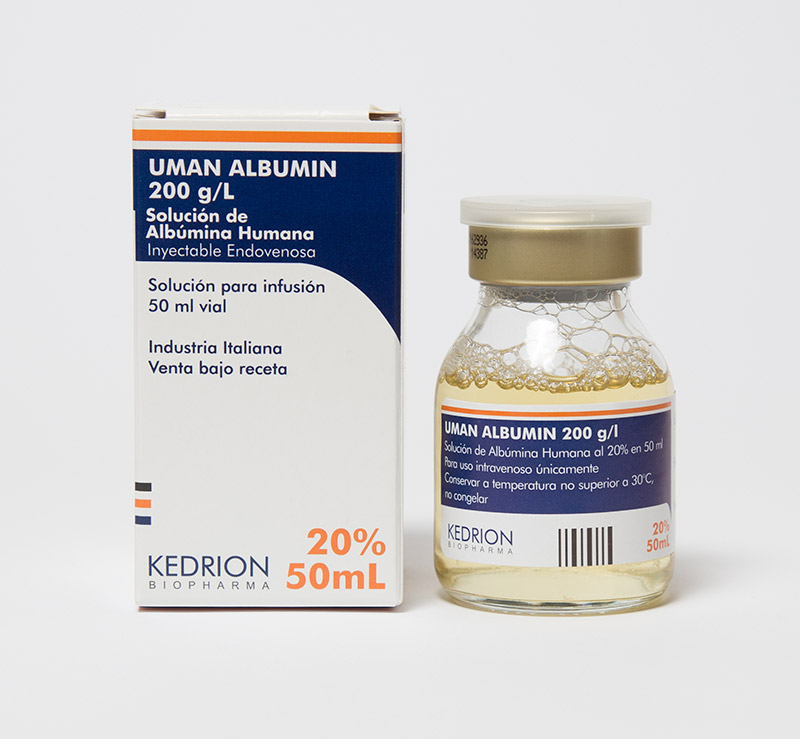 UMAN ALBUMIN
200 g/L
Solución de
Albúmina Humana
Inyectable Endovenosa
Solución para infusión
50 ml vial
Industria Italiana
Venta bajo receta
KEDRION
BIOPHARMA
20%
50mL
14387
UMAN ALBUMIN 200 g/l
Solución de Albúmina Humana al 20% en 50 ml
Para uso intravenoso únicamente
Conservar a temperatura no superior a 30°C,
no congelar
KEDRION
BIOPHARMA
20%
50mL